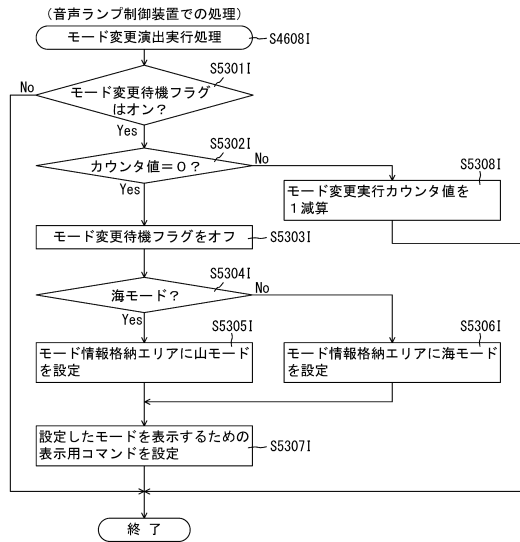 (音声ランプ制御装置での処理)
モード変更演出実行処理
S4608I
S5301I
No
モード変更待機フラグ
はオン?
Yes
S5302I
カウンタ値=0?
No
S5308I
Yes
モード変更実行カウンタ値を
1減算
モード変更待機フラグをオフ
S5303I
S5304I
海モード?
No
Yes
S5305I
S5306I
モード情報格納エリアに山モード
を設定
モード情報格納エリアに海モード
を設定
設定したモードを表示するための
表示用コマンドを設定
S5307I
終 了